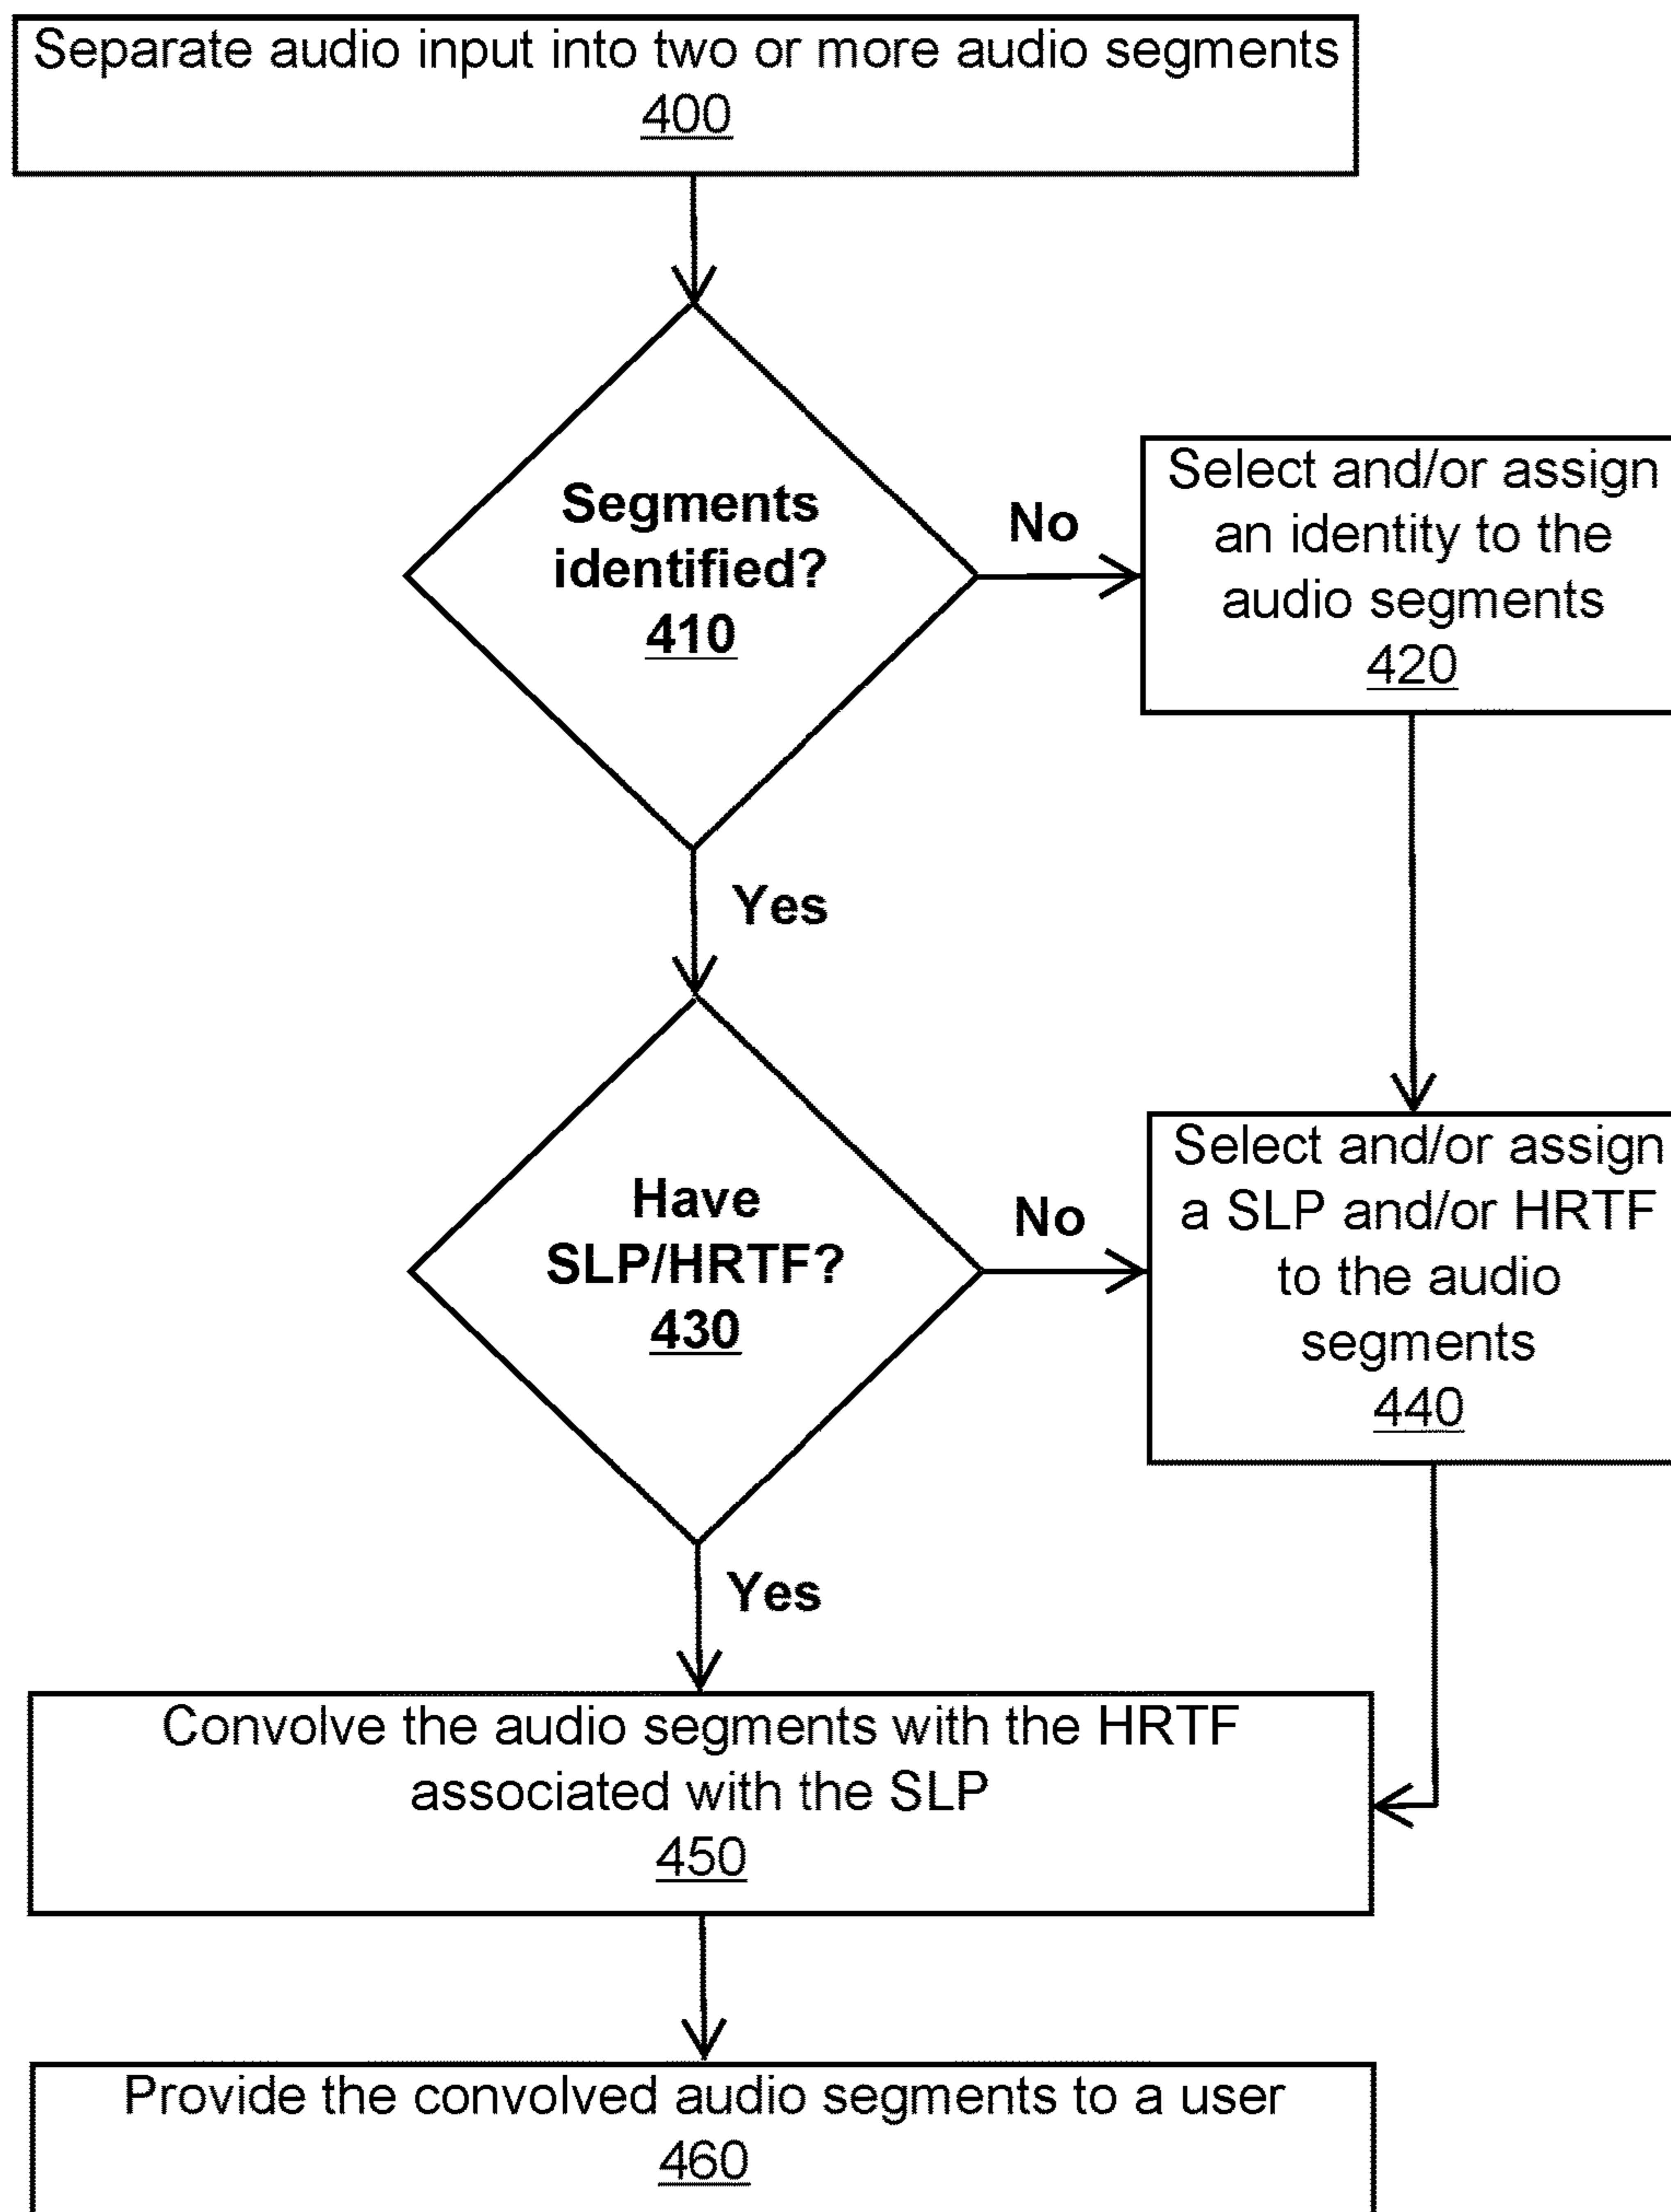 Separate audio input into two or more audio segments
400
Segments
identified?
410
No
Select and/or assign
an identity to the
audio segments
420
Yes
Have
SLP/HRTF?
430
No
Select and/or assign
a SLP and/or HRTF
to the audio
segments
440
Yes
Convolve the audio segments with the HRTF
associated with the SLP
450
Provide the convolved audio segments to a user
460